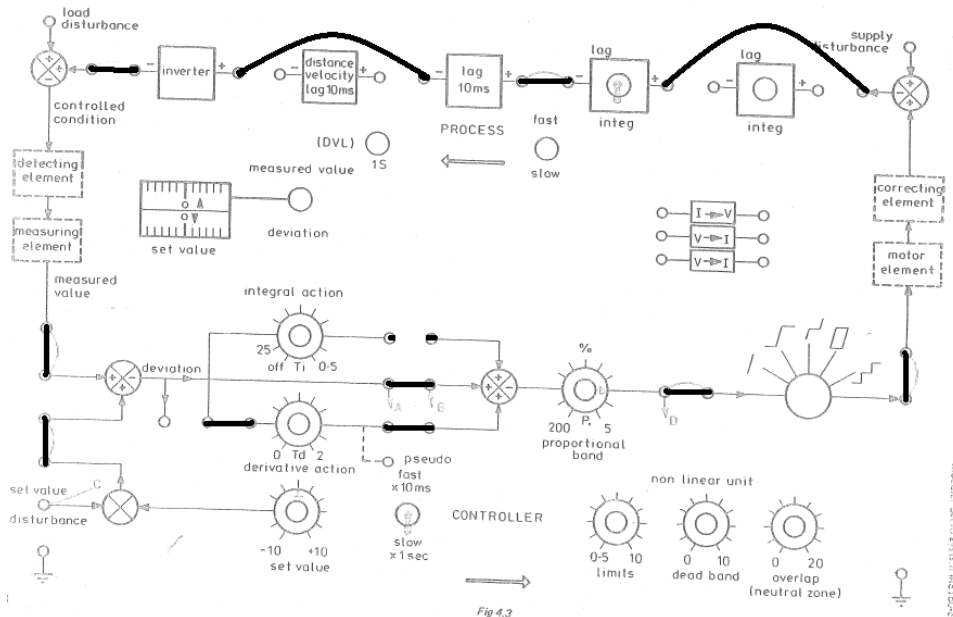 load
disturbance
supply
disturbance
inverter
distance
velocity
lag 10ms
lag
10ms
lag
integ
lag
integ
controlled
condition
PROCESS
fast
slow
(DVL)
1S
detecting
element
measuring
element
measured value
deviation
set value
I V
V I
V I
correcting
element
motor
element
measured
value
integral action
25
off Ti 0·5
%
deviation
A
B
D
200
5
proportional
band
0 Td 2
derivative action
pseudo
fast
x10ms
slow
x1sec
set value
disturbance
C
-10
+10
set value
CONTROLLER
non linear unit
0·5 10
limits
0 10
dead band
0 20
overlap
(neutral zone)
Fig 4.3